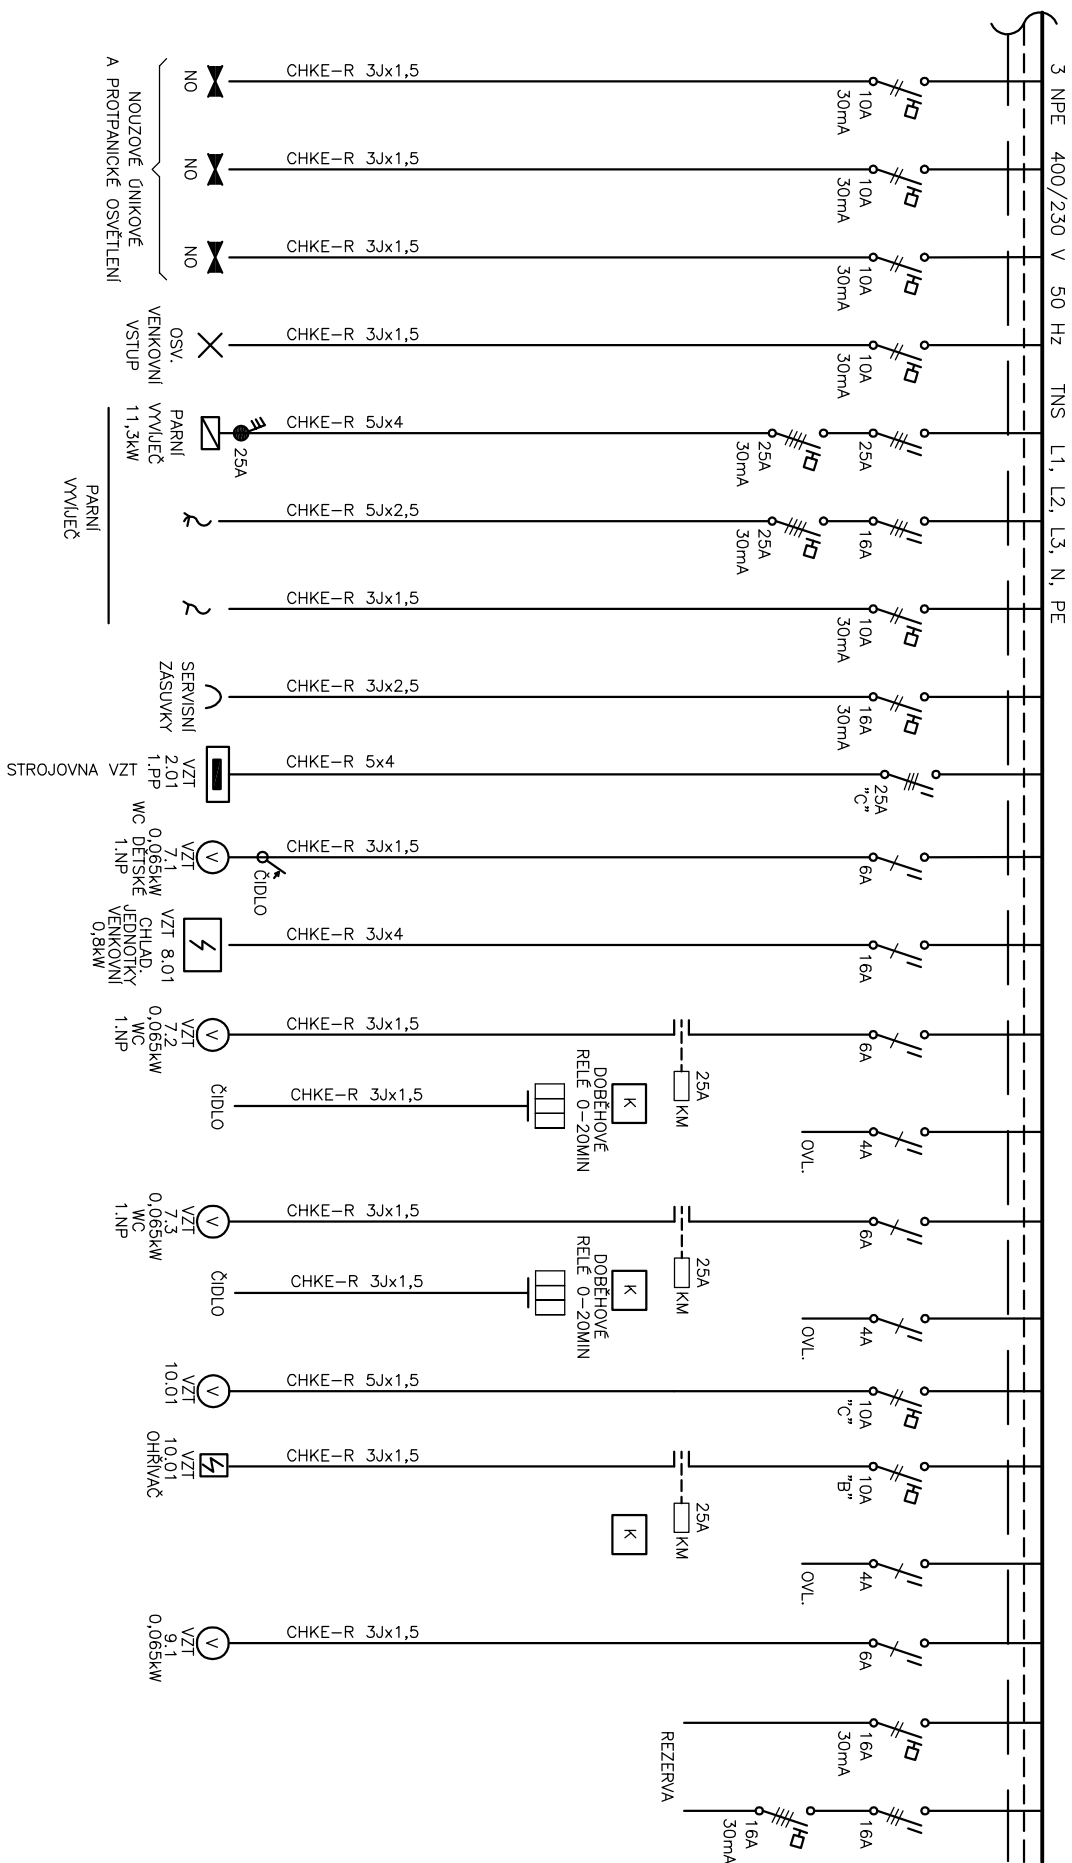 3 NPE 400/230 V 50 Hz TNS L1, L2, L3, N, PE
CHKE-R 3Jx1,5
10A
30mA
NO
CHKE-R 3Jx1,5
10A
30mA
NO
CHKE-R 3Jx1,5
10A
30mA
NO
NOUZOVÉ ÚNIKOVÉ
A PROTPANICKÉ OSVĚTLENÍ
CHKE-R 3Jx1,5
10A
30mA
OSV.
VENKOVNÍ
VSTUP
CHKE-R 5Jx4
25A
25A
30mA
25A
PARNÍ
VYVÍJEČ
11,3kW
CHKE-R 5Jx2,5
16A
25A
30mA
CHKE-R 3Jx1,5
10A
30mA
PARNÍ
VYVÍJEČ
CHKE-R 3Jx2,5
16A
30mA
SERVISNÍ
ZÁSUVKY
CHKE-R 5x4
25A
"C"
VZT
2.01
1.PP
STROJOVNA VZT
CHKE-R 3Jx1,5
6A
ČIDLO
V
VZT
7.1
0,065kW
WC DĚTSKÉ
1.NP
CHKE-R 3Jx4
16A
VZT 8.01
CHLAD.
JEDNOTKY
VENKOVNÍ
0,8kW
CHKE-R 3Jx1,5
6A
25A
KM
V
VZT
7.2
0,065kW
WC
1.NP
K
DOBĚHOVÉ
RELÉ 0-20MIN
CHKE-R 3Jx1,5
ČIDLO
4A
OVL.
CHKE-R 3Jx1,5
6A
25A
KM
V
VZT
7.3
0,065kW
WC
1.NP
K
DOBĚHOVÉ
RELÉ 0-20MIN
CHKE-R 3Jx1,5
ČIDLO
4A
OVL.
CHKE-R 5Jx1,5
10A
"C"
V
VZT
10.01
CHKE-R 3Jx1,5
10A
"B"
25A
KM
VZT
10.01
OHŘÍVAČ
K
4A
OVL.
CHKE-R 3Jx1,5
6A
V
VZT
9.1
0,065kW
16A
30mA
REZERVA
16A
16A
30mA